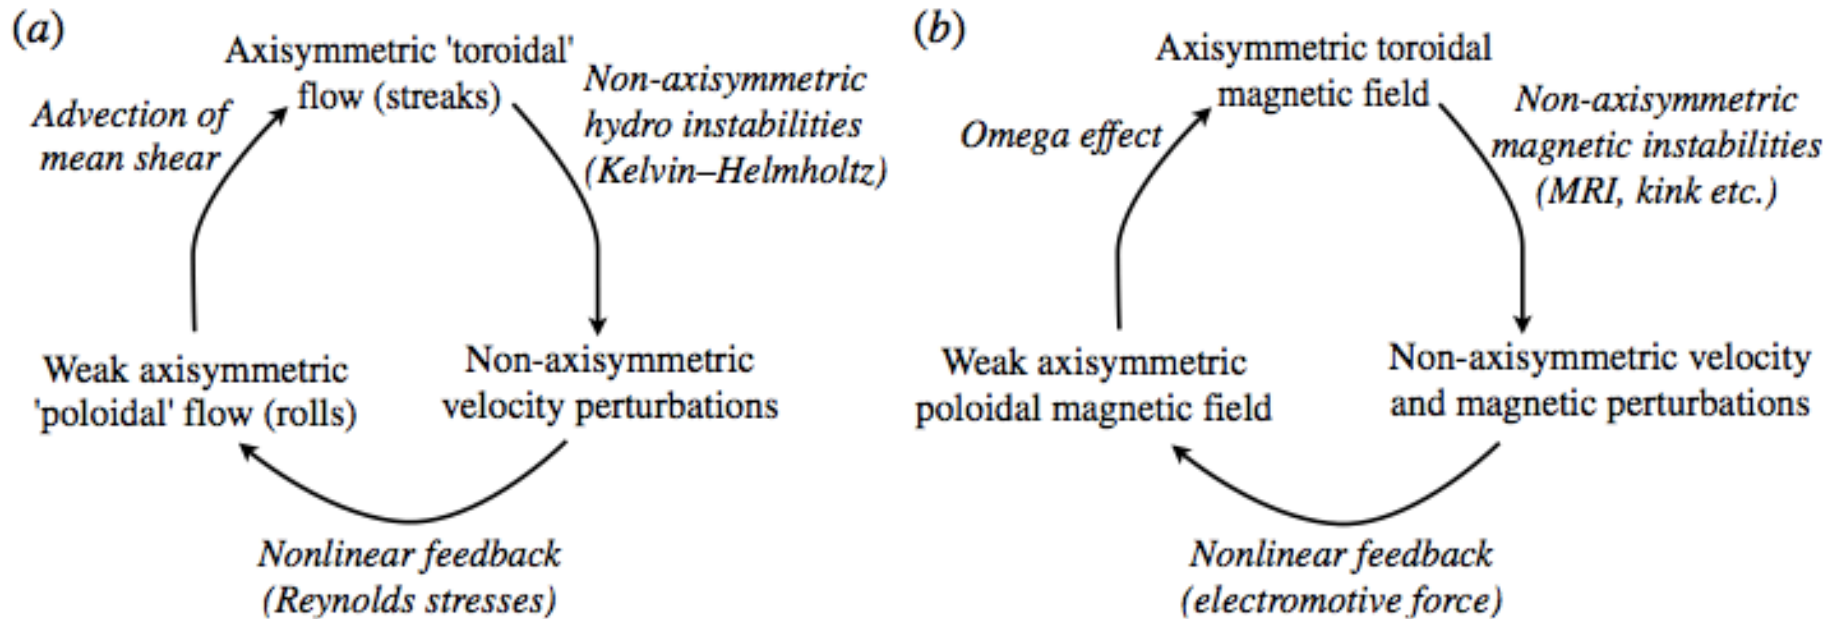 (a)
Axisymmetric 'toroidal'
flow (streaks)
Advection of
mean shear
Non-axisymmetric
hydro instabilities
(Kelvin–Helmholtz)
Weak axisymmetric
'poloidal' flow (rolls)
Non-axisymmetric
velocity perturbations
Nonlinear feedback
(Reynolds stresses)
(b)
Axisymmetric toroidal
magnetic field
Omega effect
Non-axisymmetric
magnetic instabilities
(MRI, kink etc.)
Weak axisymmetric
poloidal magnetic field
Non-axisymmetric velocity
and magnetic perturbations
Nonlinear feedback
(electromotive force)